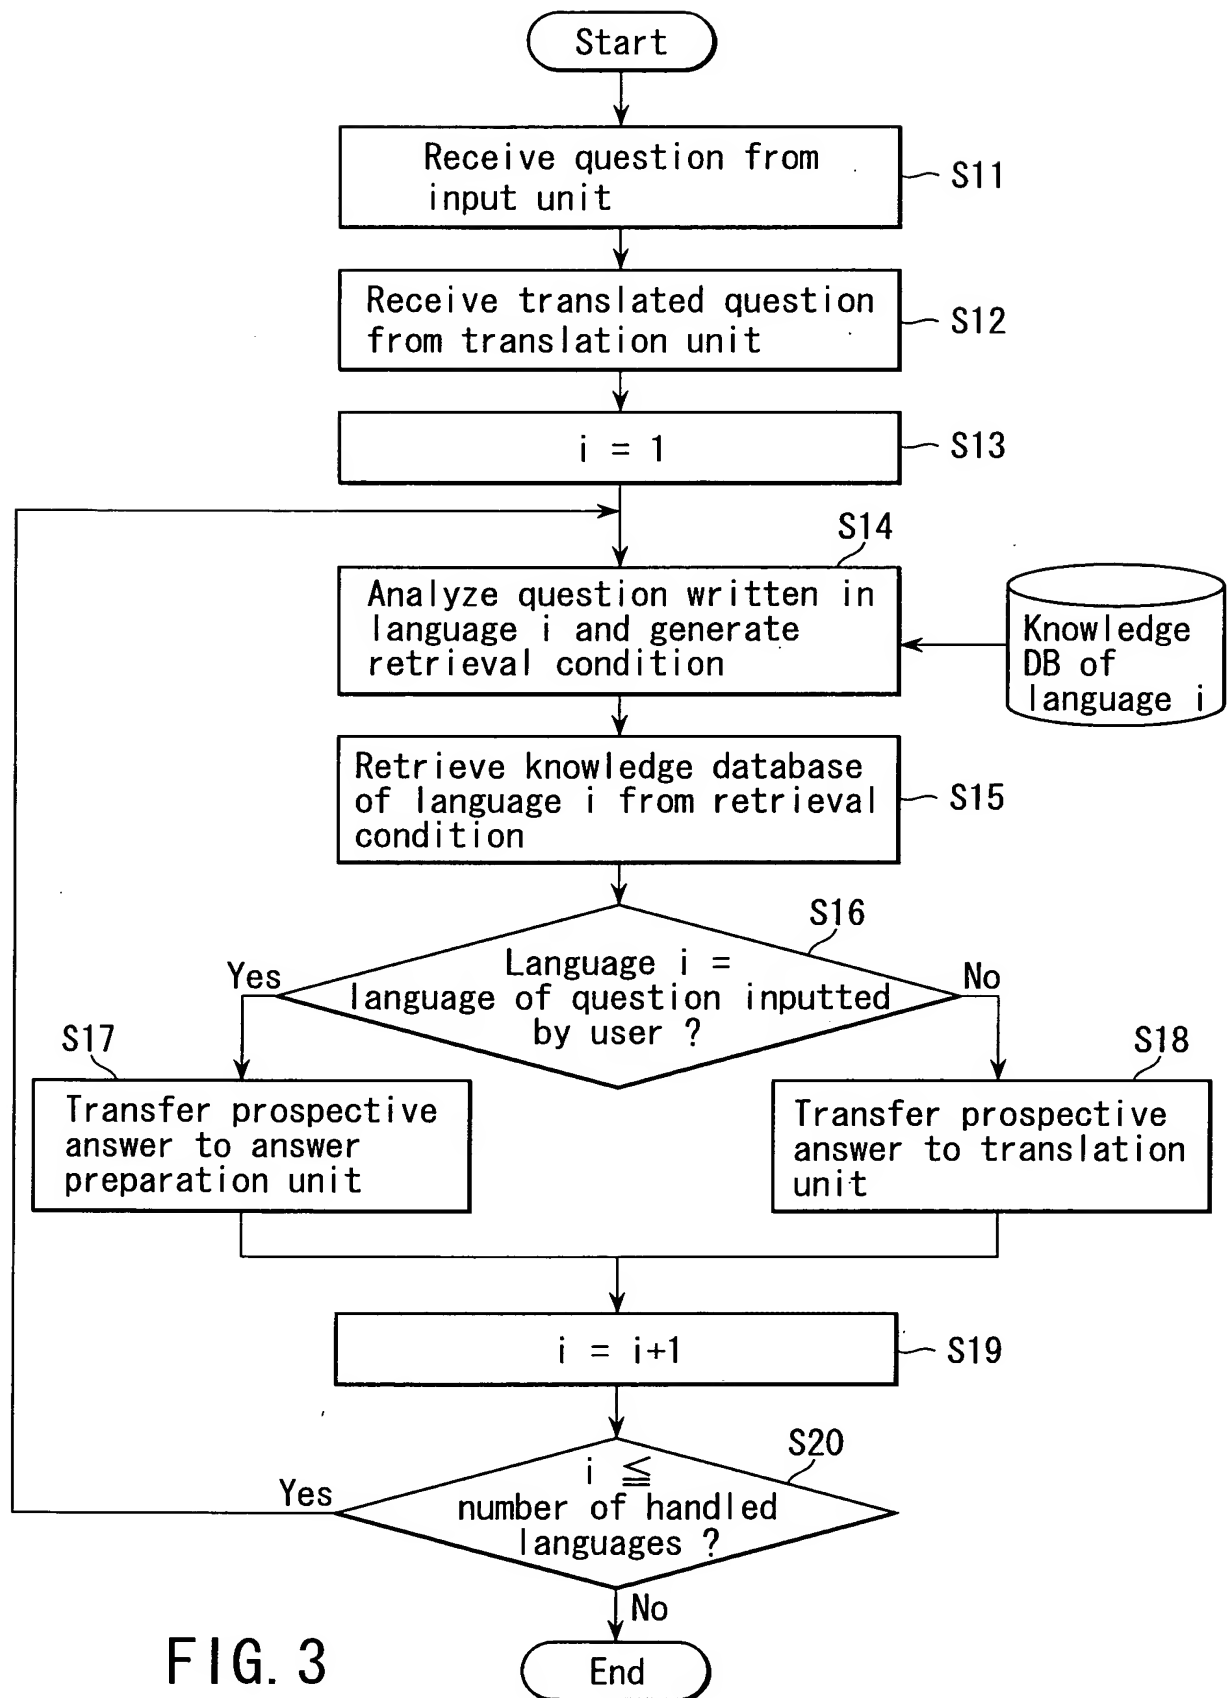 Start
Receive question from
input unit
S11
Receive translated question
from translation unit
S12
i = 1
S13
S14
Analyze question written in
language i and generate
retrieval condition
Knowledge
DB of
language i
Retrieve knowledge database
of language i from retrieval
condition
S15
S16
Language i =
language of question inputted
by user ?
Yes
No
S17
Transfer prospective
answer to answer
preparation unit
S18
Transfer prospective
answer to translation
unit
i = i+1
S19
S20
i ≦
number of handled
languages ?
Yes
No
End
FIG. 3